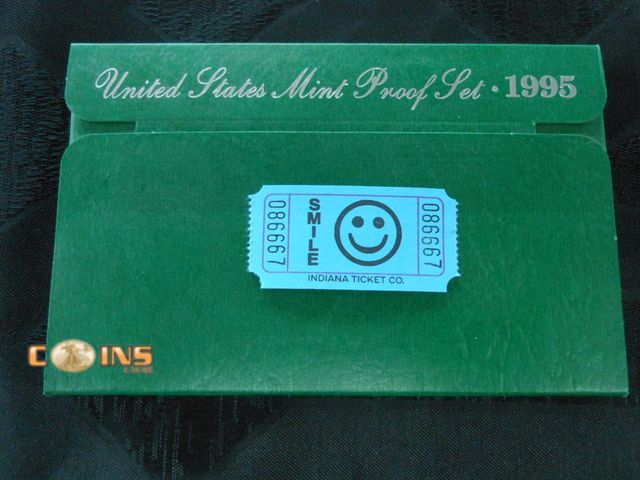 United States Mint Proof Set · 1995
086667
SMILE
086667
INDIANA TICKET CO.
COINS